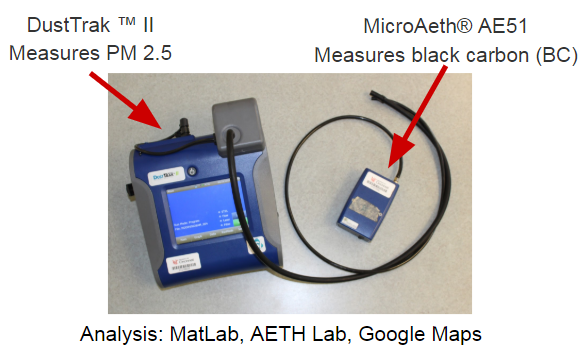 DustTrak ™ II
Measures PM 2.5
MicroAeth® AE51
Measures black carbon (BC)
DustTrak
Analysis: MatLab, AETH Lab, Google Maps